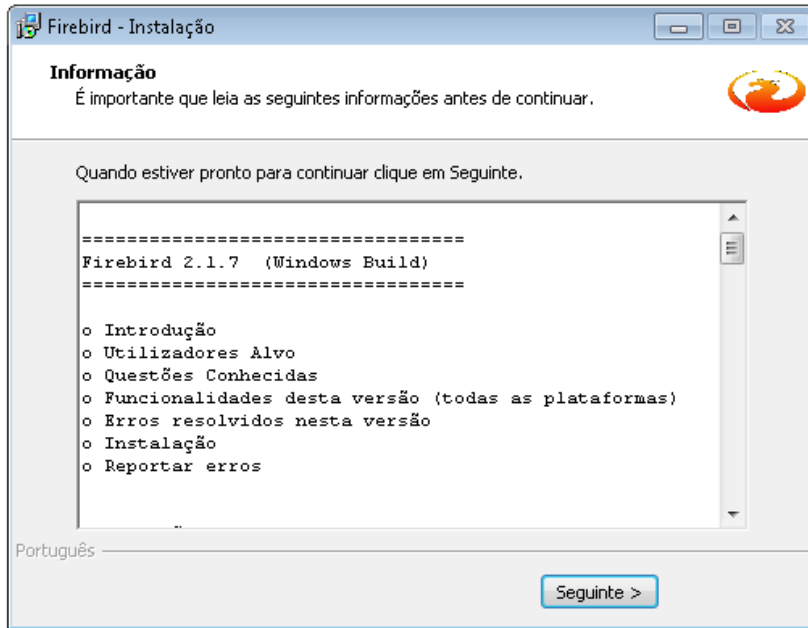 Firebird - Instalação
Informação
É importante que leia as seguintes informações antes de continuar.
Quando estiver pronto para continuar clique em Seguinte.
==================================
Firebird 2.1.7 (Windows Build)
==================================
o Introdução
o Utilizadores Alvo
o Questões Conhecidas
o Funcionalidades desta versão (todas as plataformas)
o Erros resolvidos nesta versão
o Instalação
o Reportar erros
Português
Seguinte >